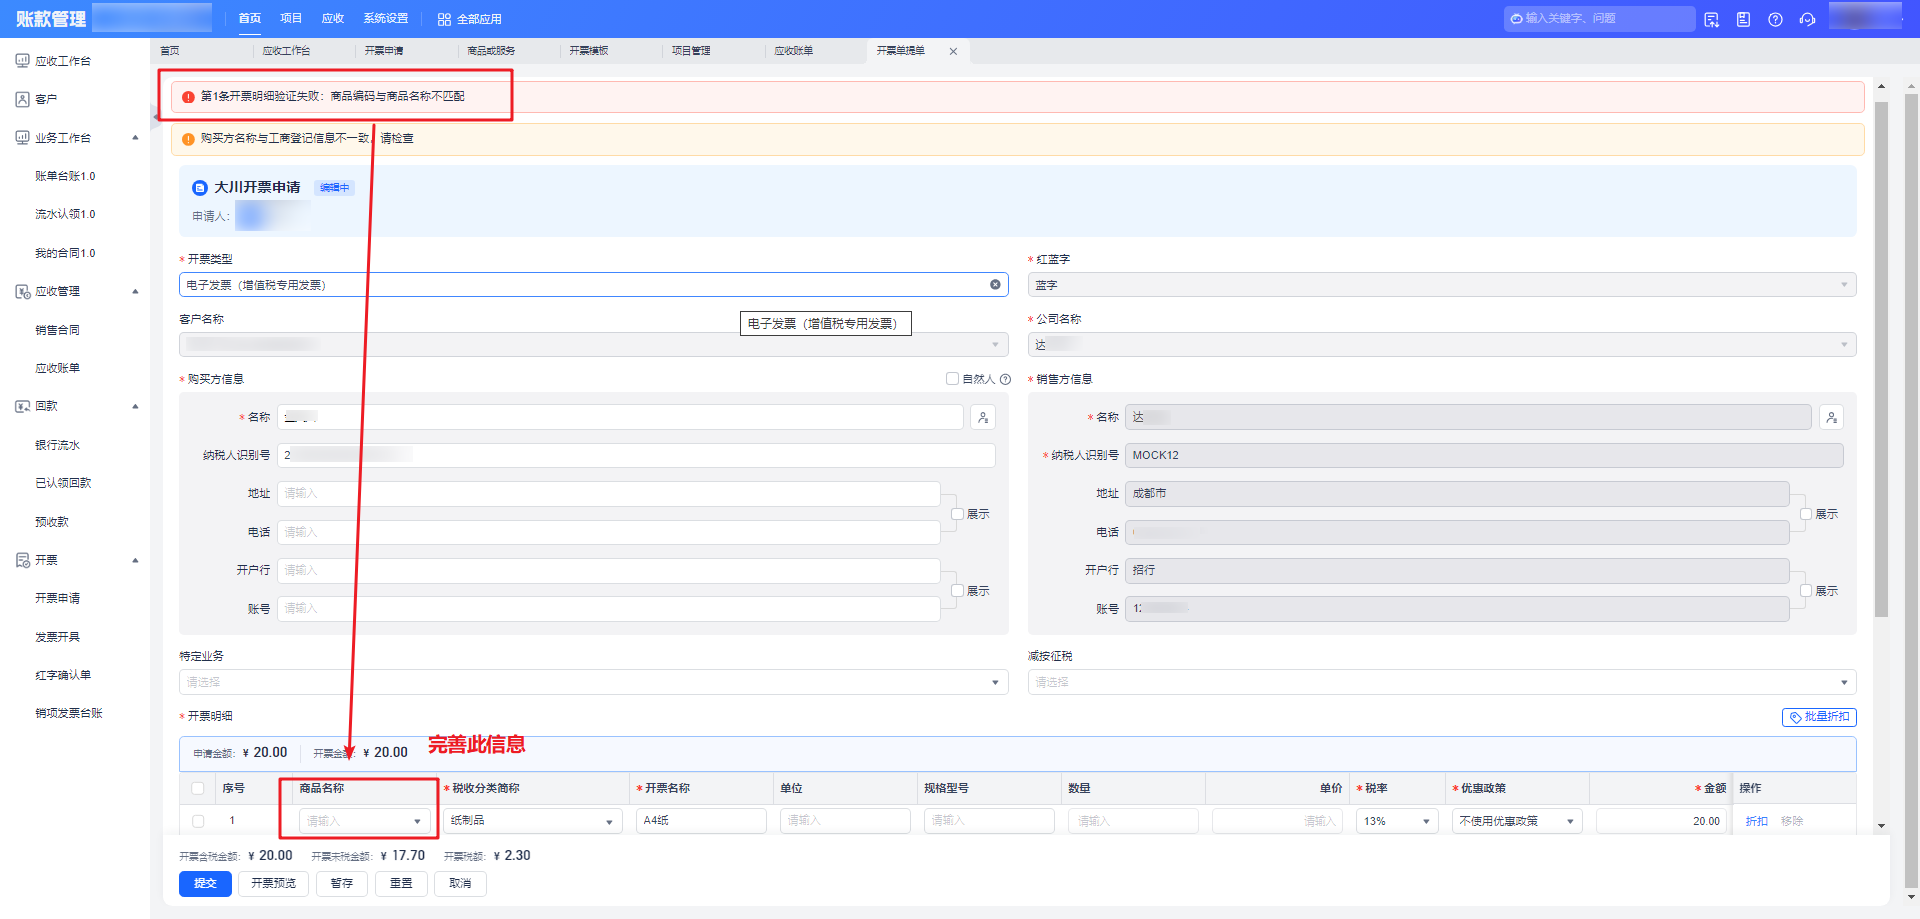 账款管理
首页 项目 应收 系统设置 全部应用 输入关键字、问题
首页 应收工作台 开票申请 商品或服务 开票模板 项目管理 应收账单 开票单提单
应收工作台
客户
业务工作台
账单台账1.0
流水认领1.0
我的合同1.0
应收管理
销售合同
应收账单
回款
银行流水
已认领回款
预收款
开票
开票申请
发票开具
红字确认单
销项发票台账
第1条开票明细验证失败：商品编码与商品名称不匹配
购买方名称与工商登记信息不一致，请检查
大川开票申请 编辑中
申请人：
* 开票类型
电子发票（增值税专用发票）
* 红蓝字
蓝字
客户名称
电子发票（增值税专用发票）
* 公司名称
达
* 购买方信息 自然人
* 名称
纳税人识别号 2
地址 请输入
电话 请输入
展示
开户行 请输入
账号 请输入
展示
* 销售方信息
* 名称 达
* 纳税人识别号 MOCK12
地址 成都市
电话
展示
开户行 招行
账号 12
展示
特定业务
请选择
减按征税
请选择
* 开票明细 批量折扣
申请金额: ¥ 20.00 开票金额: ¥ 20.00 完善此信息
序号 商品名称 * 税收分类简称 * 开票名称 单位 规格型号 数量 单价 * 税率 * 优惠政策 * 金额 操作
1 请输入 纸制品 A4纸 请输入 请输入 请输入 请输入 13% 不使用优惠政策 20.00 折扣 移除
开票含税金额: ¥ 20.00 开票未税金额: ¥ 17.70 开票税额: ¥ 2.30
提交 开票预览 暂存 重置 取消